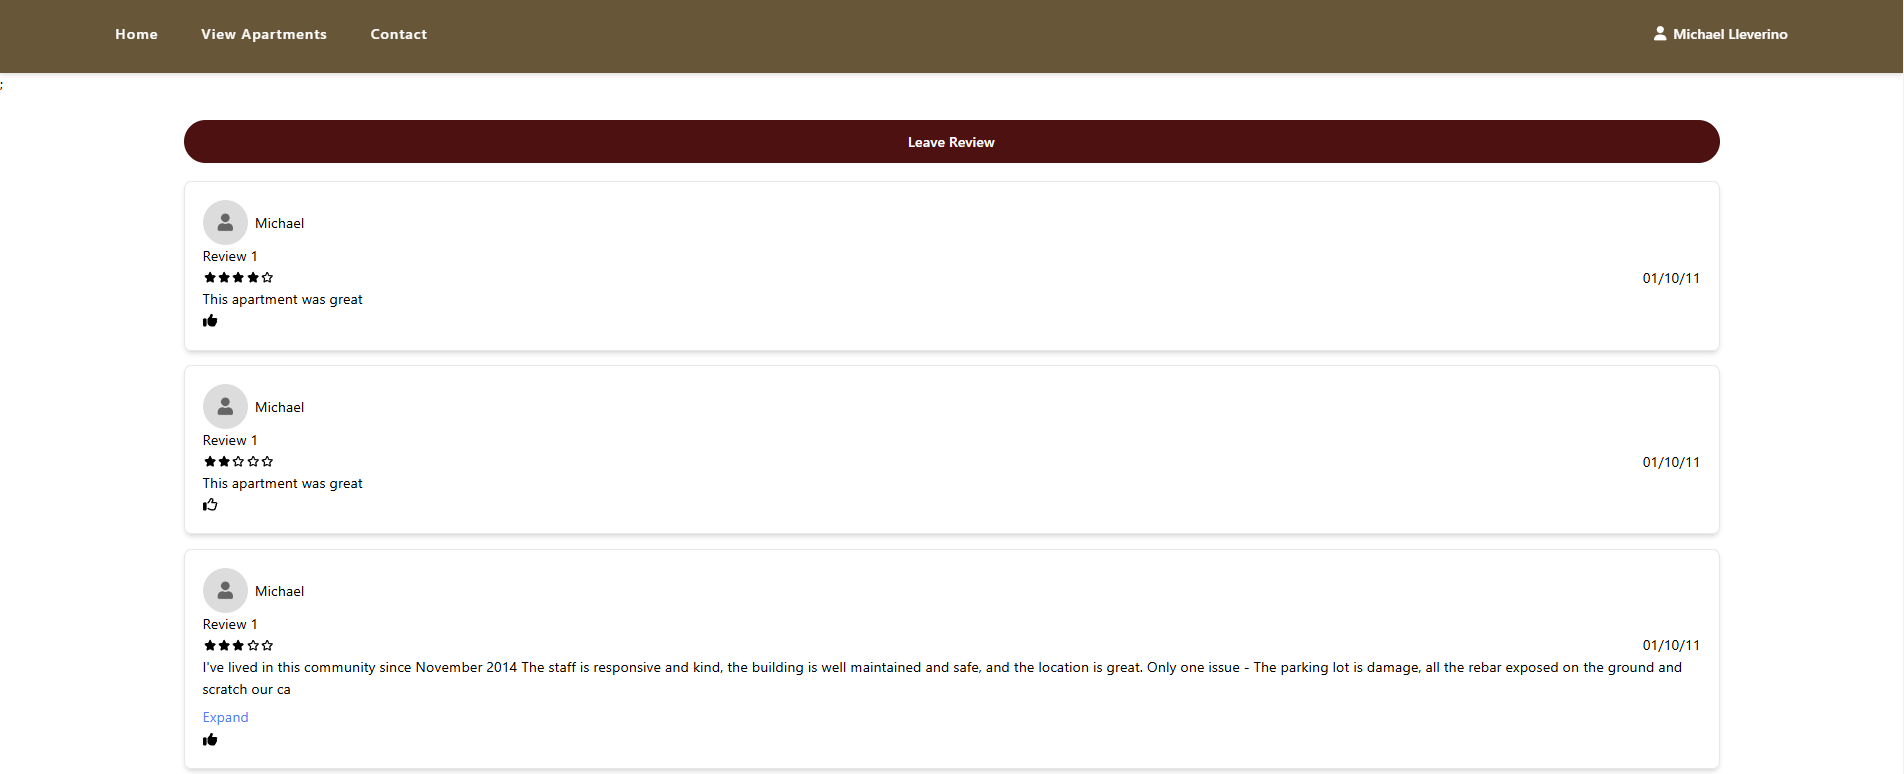 Home View Apartments Contact Michael Lleverino
;
Leave Review
Michael
Review 1
01/10/11
This apartment was great
Michael
Review 1
01/10/11
This apartment was great
Michael
Review 1
01/10/11
I've lived in this community since November 2014 The staff is responsive and kind, the building is well maintained and safe, and the location is great. Only one issue - The parking lot is damage, all the rebar exposed on the ground and
scratch our ca
Expand